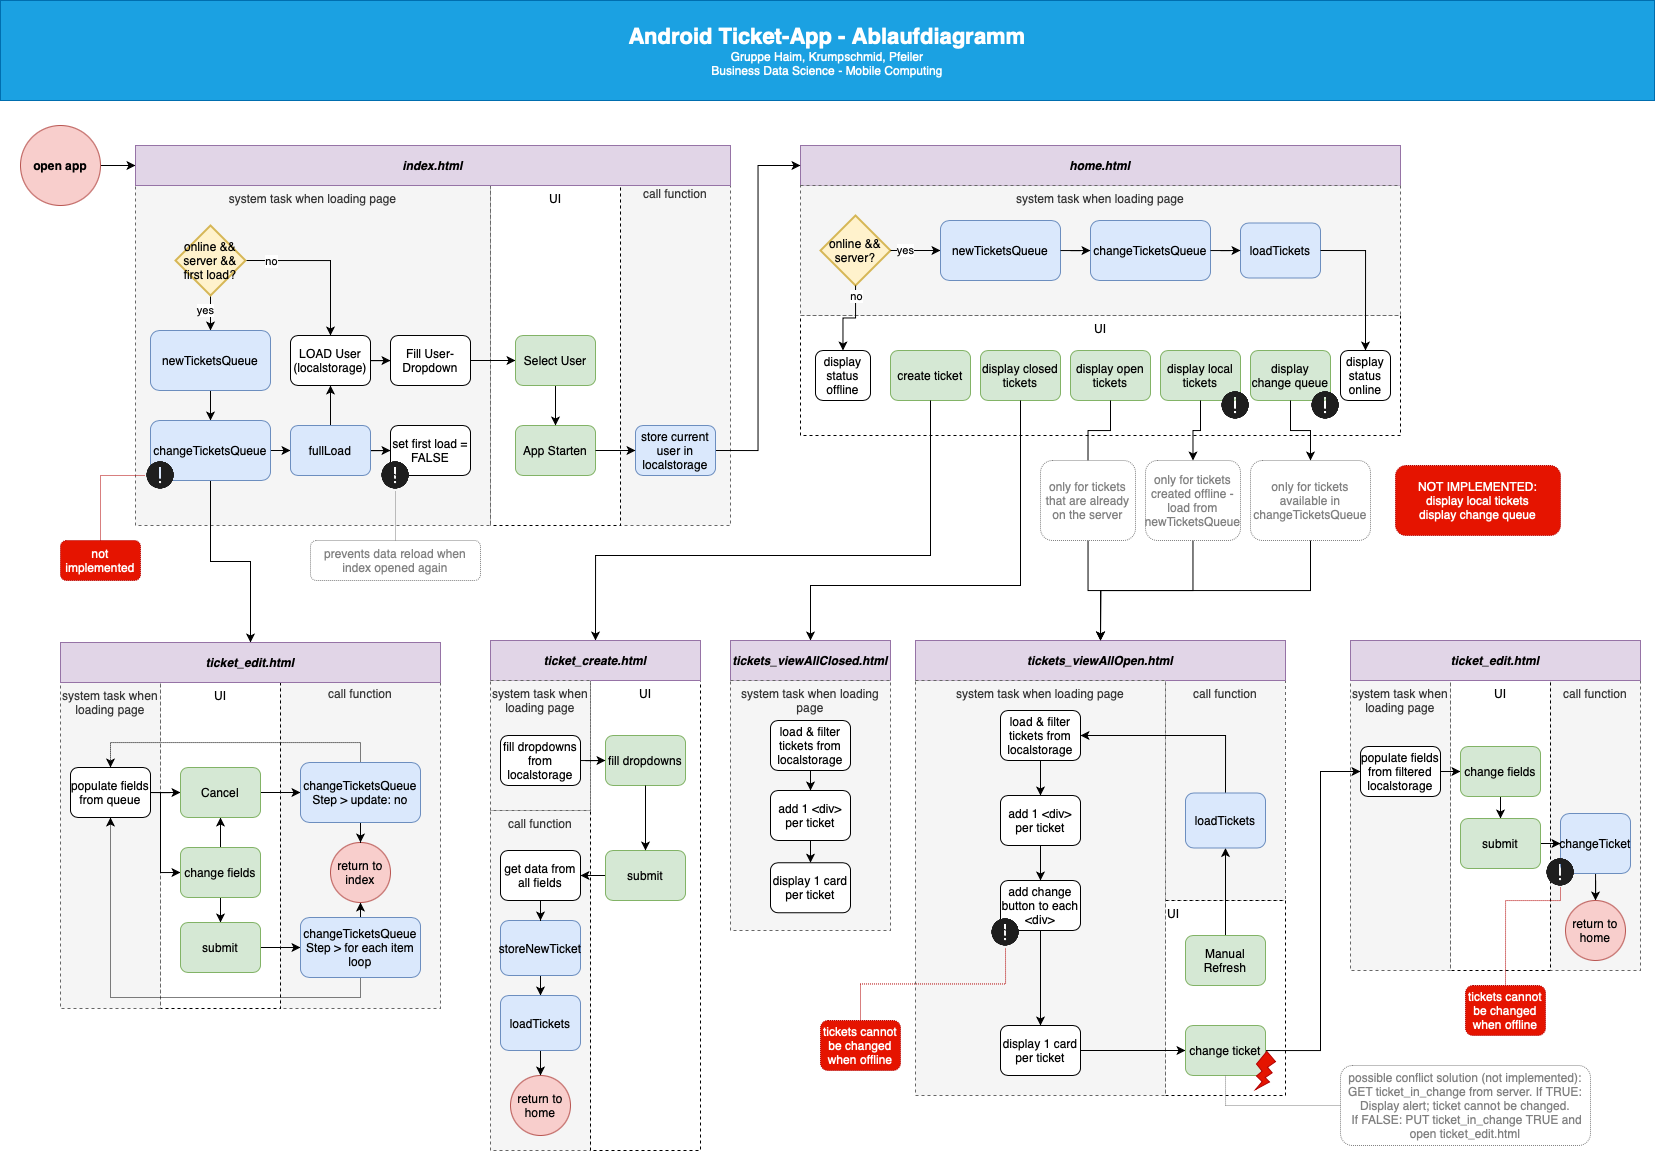 Android Ticket-App - Ablaufdiagramm
Gruppe Haim, Krumpschmid, Pfeiler
Business Data Science - Mobile Computing
open app
index.html
system task when loading page
UI
call function
online &&
server &&
first load?
no
yes
newTicketsQueue
LOAD User
(localstorage)
Fill User-
Dropdown
Select User
changeTicketsQueue
fullLoad
set first load =
FALSE
App Starten
store current
user in
localstorage
!
!
not
implemented
prevents data reload when
index opened again
home.html
system task when loading page
online &&
server?
yes
newTicketsQueue
changeTicketsQueue
loadTickets
no
UI
display
status
offline
create ticket
display closed
tickets
display open
tickets
display local
tickets
display
change queue
display
status
online
!
!
only for tickets
that are already
on the server
only for tickets
created offline -
load from
newTicketsQueue
only for tickets
available in
changeTicketsQueue
NOT IMPLEMENTED:
display local tickets
display change queue
ticket_edit.html
system task when
loading page
UI
call function
populate fields
from queue
Cancel
changeTicketsQueue
Step > update: no
change fields
return to
index
submit
changeTicketsQueue
Step > for each item
loop
ticket_create.html
system task when
loading page
UI
fill dropdowns
from
localstorage
fill dropdowns
call function
get data from
all fields
submit
storeNewTicket
loadTickets
return to
home
tickets_viewAllClosed.html
system task when loading
page
load & filter
tickets from
localstorage
add 1 <div>
per ticket
display 1 card
per ticket
tickets_viewAllOpen.html
system task when loading page
call function
load & filter
tickets from
localstorage
add 1 <div>
per ticket
loadTickets
add change
button to each
<div>
!
UI
Manual
Refresh
tickets cannot
be changed
when offline
display 1 card
per ticket
change ticket
ticket_edit.html
system task when
loading page
UI
call function
populate fields
from filtered
localstorage
change fields
submit
changeTicket
!
return to
home
tickets cannot
be changed
when offline
possible conflict solution (not implemented):
GET ticket_in_change from server. If TRUE:
Display alert; ticket cannot be changed.
If FALSE: PUT ticket_in_change TRUE and
open ticket_edit.html